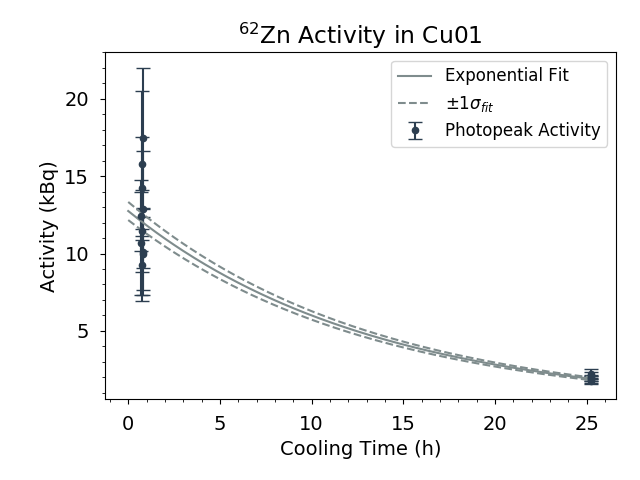 ⁶²Zn Activity in Cu01
Exponential Fit
±1σ_fit
Photopeak Activity
Activity (kBq)
20
15
10
5
0 5 10 15 20 25
Cooling Time (h)